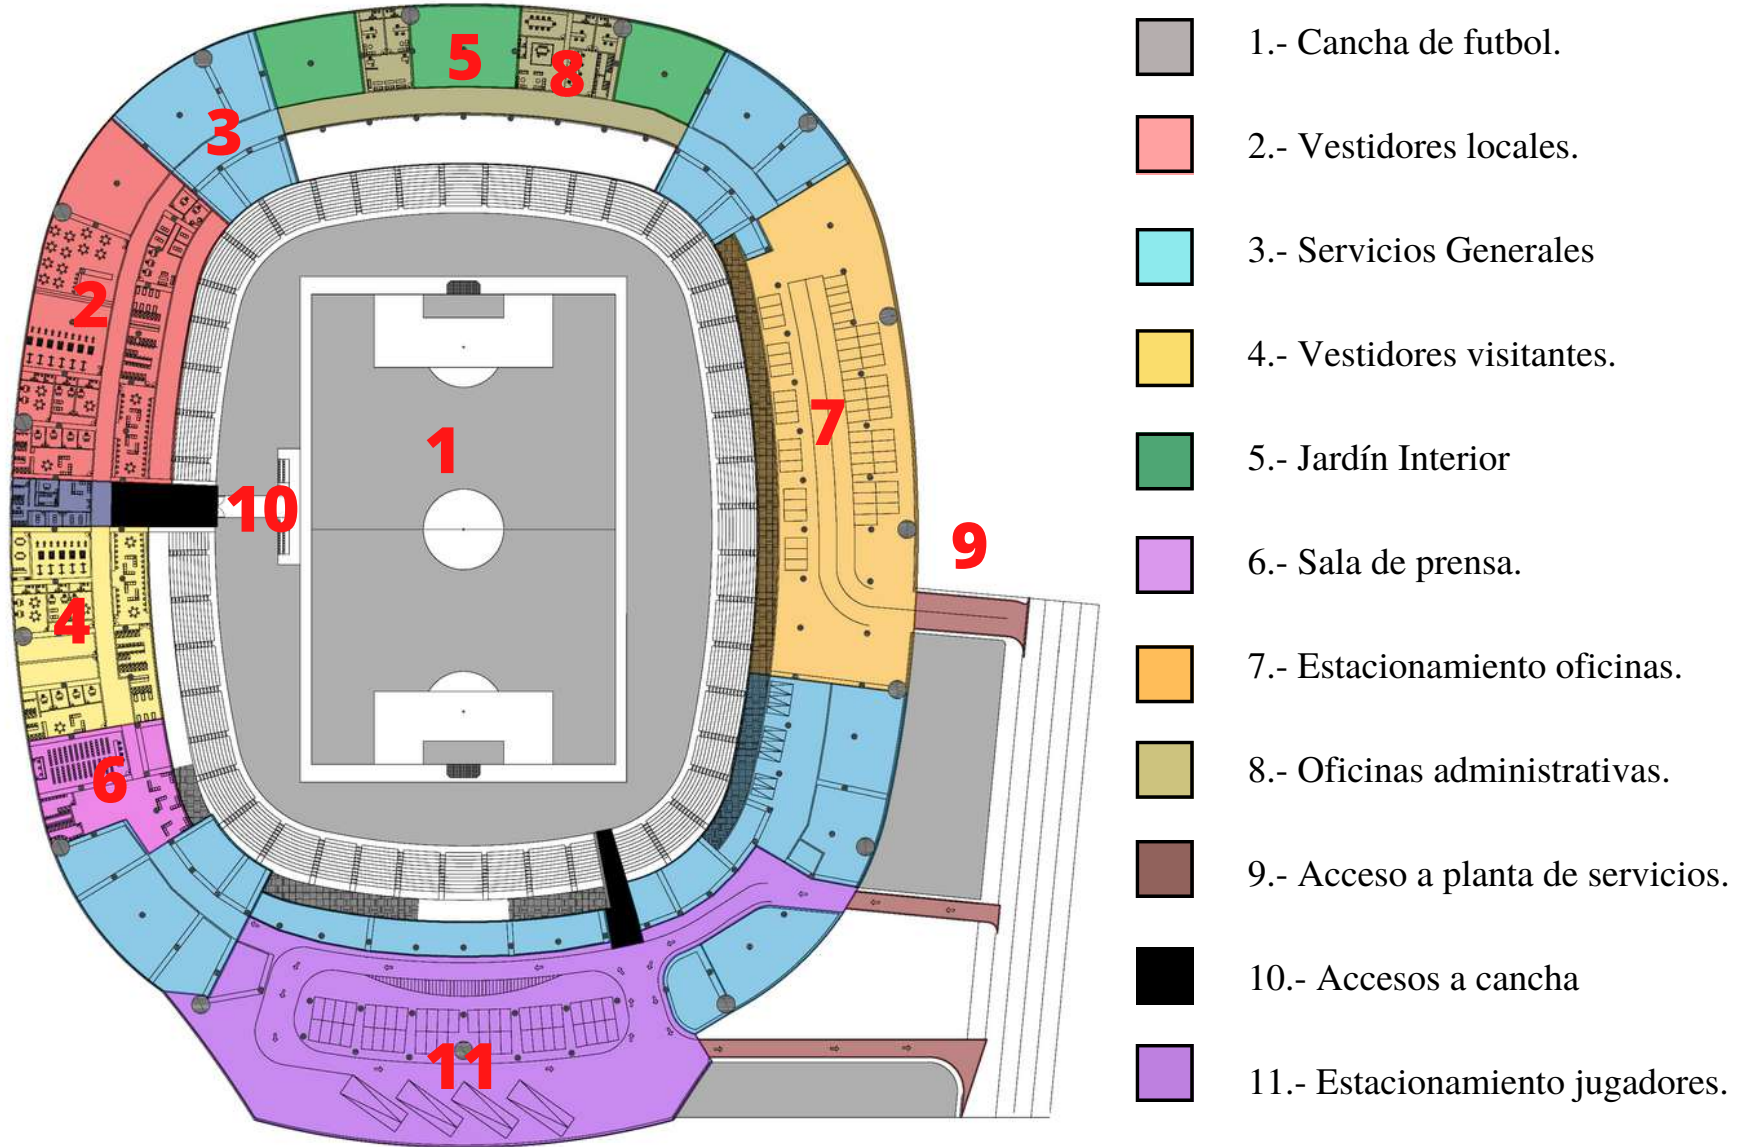 5
8
3
2
1
7
10
9
4
6
11
1.- Cancha de futbol.
2.- Vestidores locales.
3.- Servicios Generales
4.- Vestidores visitantes.
5.- Jardín Interior
6.- Sala de prensa.
7.- Estacionamiento oficinas.
8.- Oficinas administrativas.
9.- Acceso a planta de servicios.
10.- Accesos a cancha
11.- Estacionamiento jugadores.